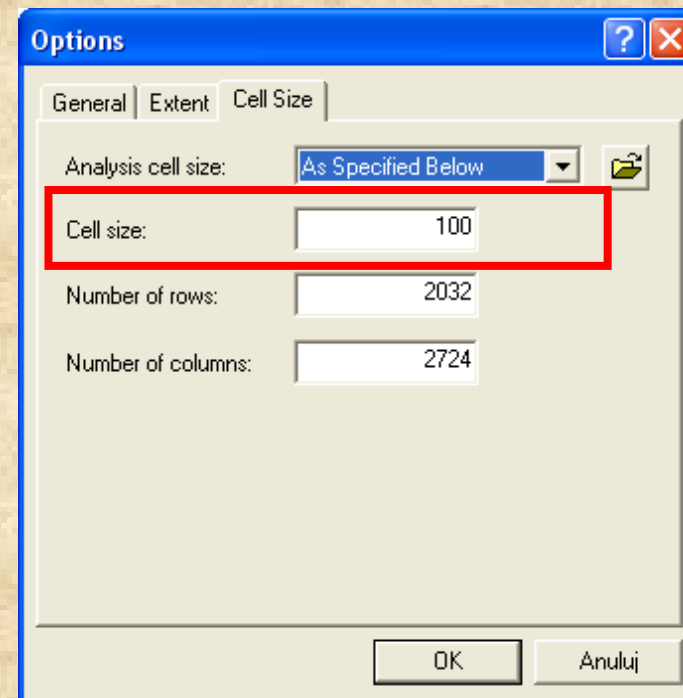 Options
General Extent Cell Size
Analysis cell size: As Specified Below
Cell size: 100
Number of rows: 2032
Number of columns: 2724
OK Anuluj